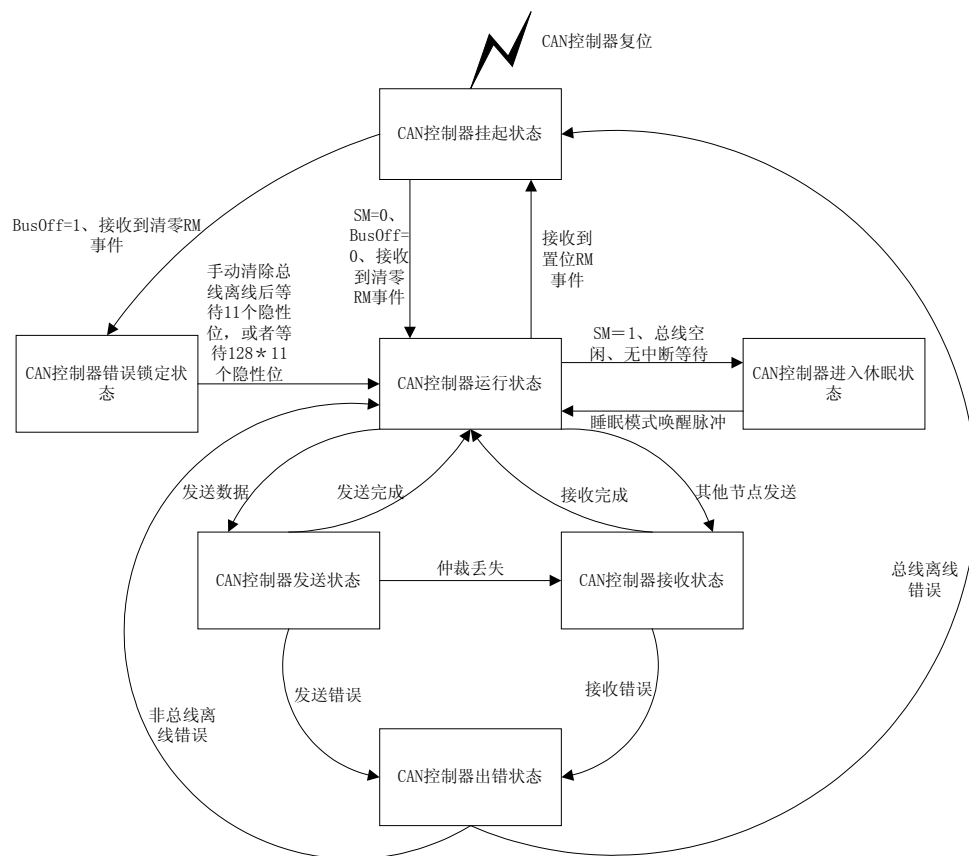 CAN控制器复位
CAN控制器挂起状态
BusOff=1、接收到清零RM
事件
SM=0、
BusOff=
0、接收
到清零
RM事件
接收到
置位RM
事件
手动清除总
线离线后等
待11个隐性
位，或者等
待128*11
个隐性位
CAN控制器错误锁定状
态
CAN控制器运行状态
SM=1、总线空
闲、无中断等待
CAN控制器进入休眠状
态
睡眠模式唤醒脉冲
发送数据
发送完成
接收完成
其他节点发送
CAN控制器发送状态
仲裁丢失
CAN控制器接收状态
总线离线
错误
发送错误
接收错误
非总线离
线错误
CAN控制器出错状态